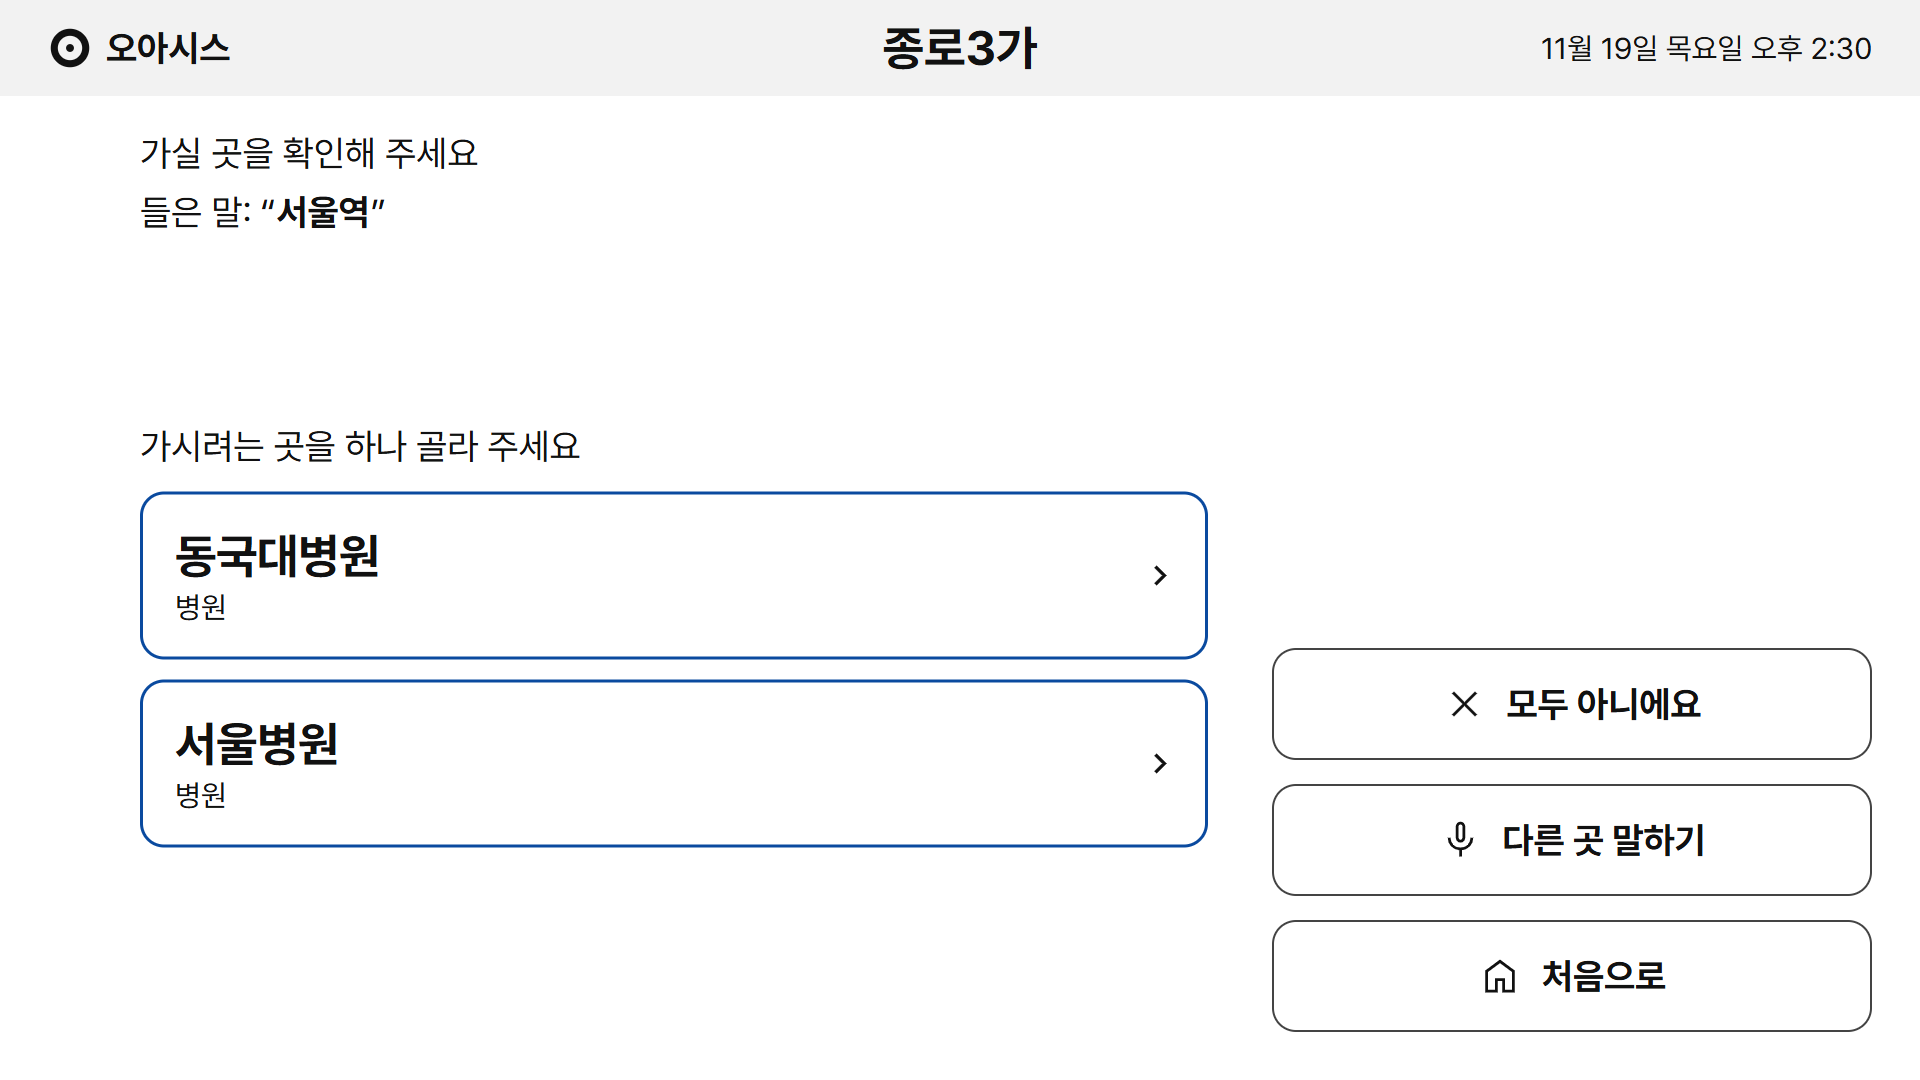 오아시스
종로3가
11월 19일 목요일 오후 2:30
가실 곳을 확인해 주세요
들은 말: “서울역”
가시려는 곳을 하나 골라 주세요
동국대병원
병원
서울병원
병원
모두 아니에요
다른 곳 말하기
처음으로